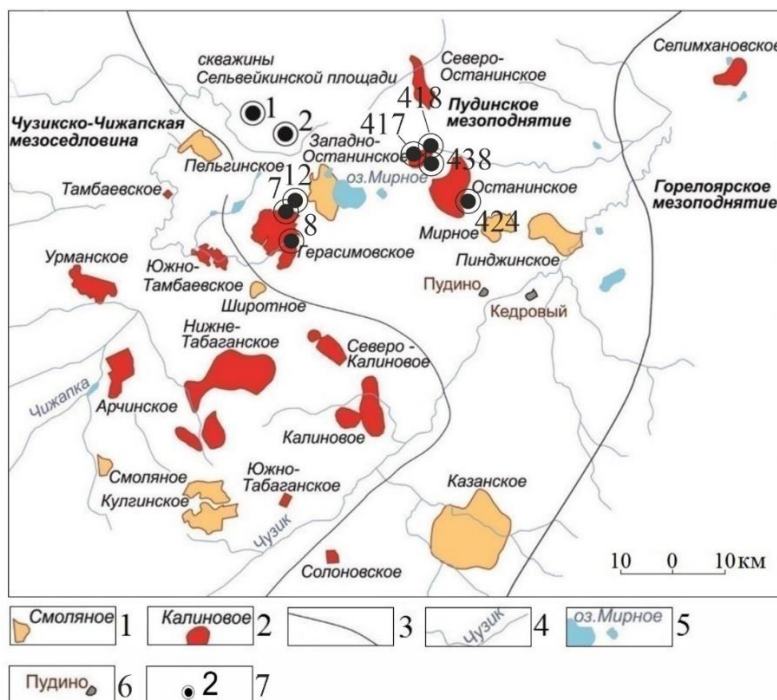 Селимхановское
скважины
Сельвейкинской площади
Северо-
Останинское
418
Пудинское
мезоподнятие
1
2
Чузикско-Чижапская
мезоседловина
Западно-
Останинское
417
438
Пельгинское
оз.Мирное
Тамбаевское
7
12
Останинское
Горелоярское
мезоподнятие
8
424
Мирное
Герасимовское
Пинджинское
Урманское
Южно-
Тамбаевское
Пудино
Кедровый
Широтное
Нижне-
Табаганское
Северо -
Калиновое
Чижапка
Арчинское
Калиновое
Смоляное
Южно-
Табаганское
Казанское
Кулгинское
Чузик
Солоновское
10 0 10 км
Смоляное 1
Калиновое 2
3
Чузик 4
оз.Мирное 5
Пудино 6
2 7